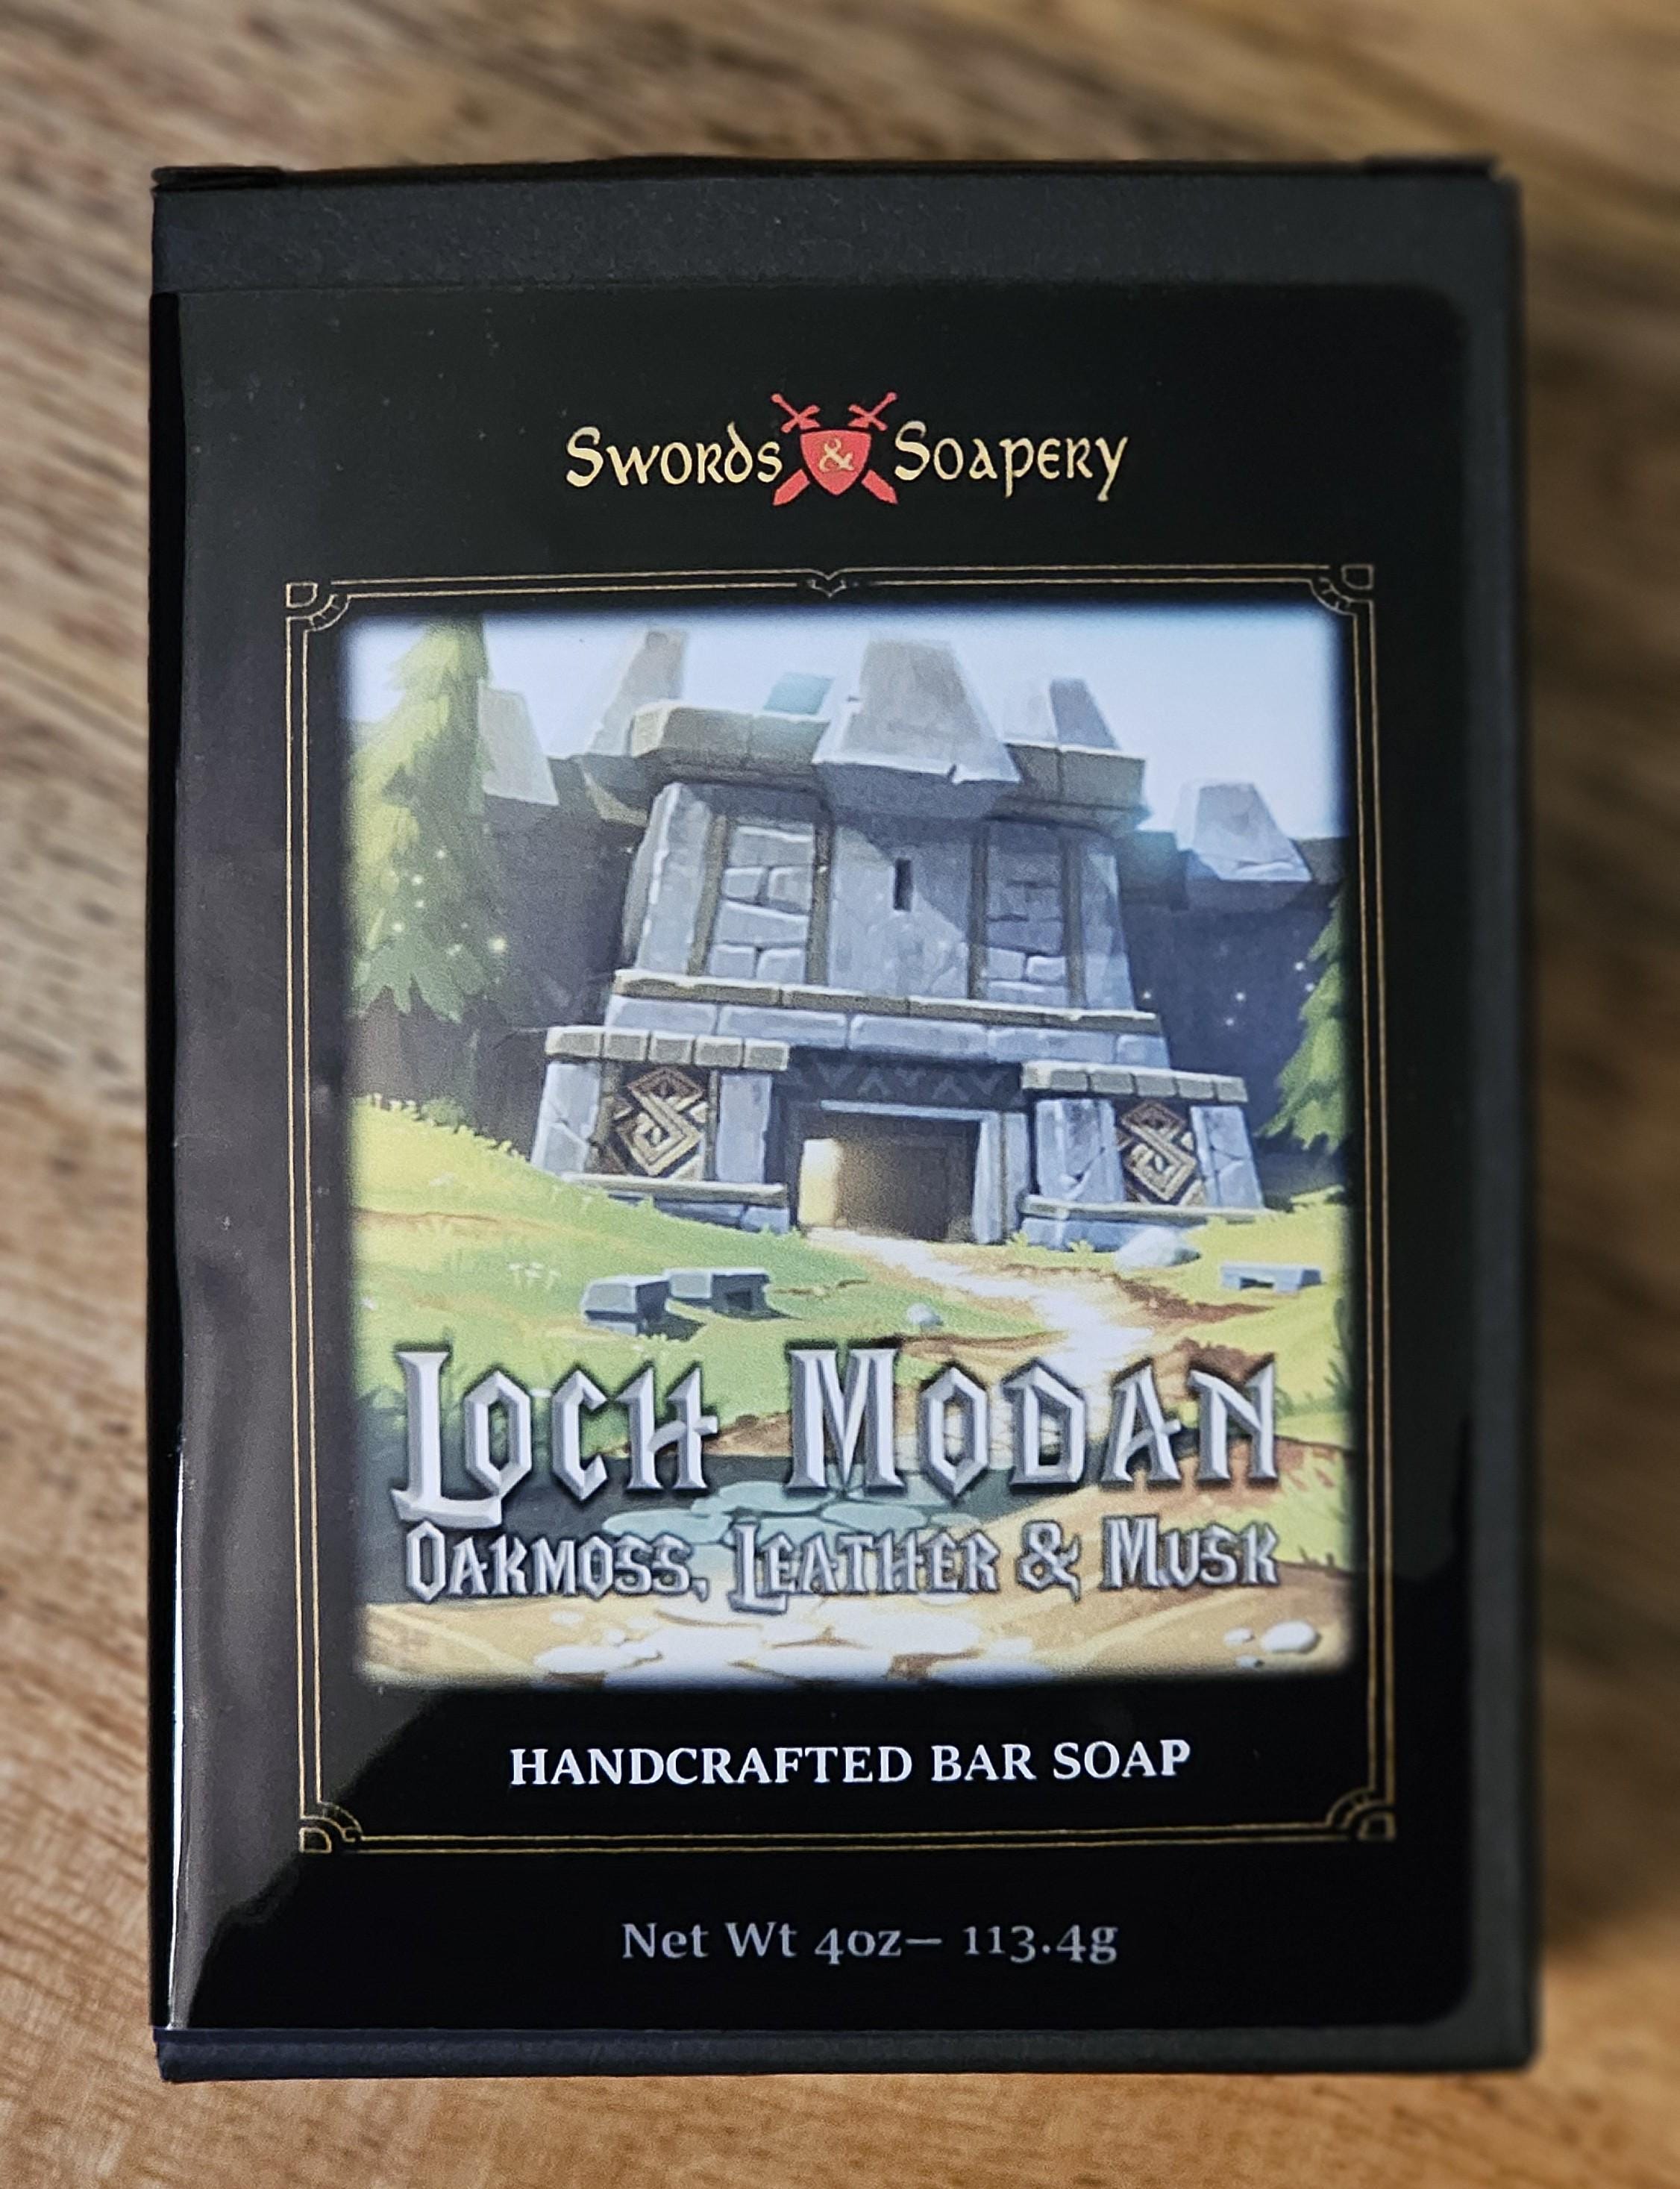 Swords & Soapery
Loch Modan
Oakmoss, Leather & Musk
HANDCRAFTED BAR SOAP
Net Wt 4oz– 113.4g